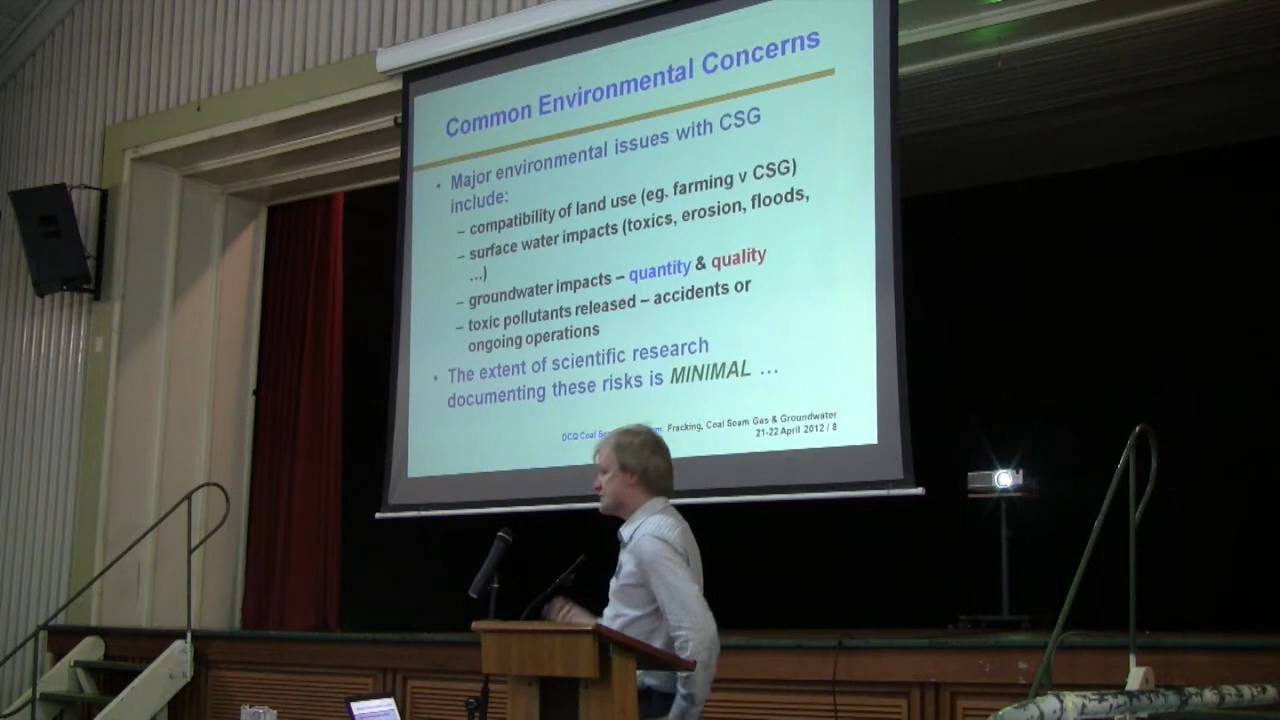 Common Environmental Concerns
• Major environmental issues with CSG
include:
– compatibility of land use (eg. farming v CSG)
– surface water impacts (toxics, erosion, floods,
...)
– groundwater impacts – quantity & quality
– toxic pollutants released – accidents or
ongoing operations
• The extent of scientific research
documenting these risks is MINIMAL ...
DCQ Coal Fracking, Coal Seam Gas & Groundwater
21-22 April 2012 / 8